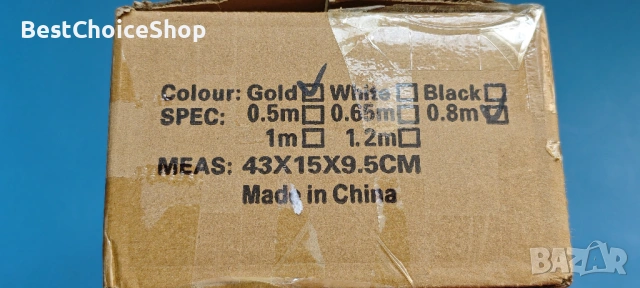 BestChoiceShop
Colour: Gold☑ White☐ Black☐
SPEC: 0.5m☐ 0.65m☐ 0.8m☑
1m☐ 1.2m☐
MEAS: 43X15X9.5CM
Made in China
BAZAR